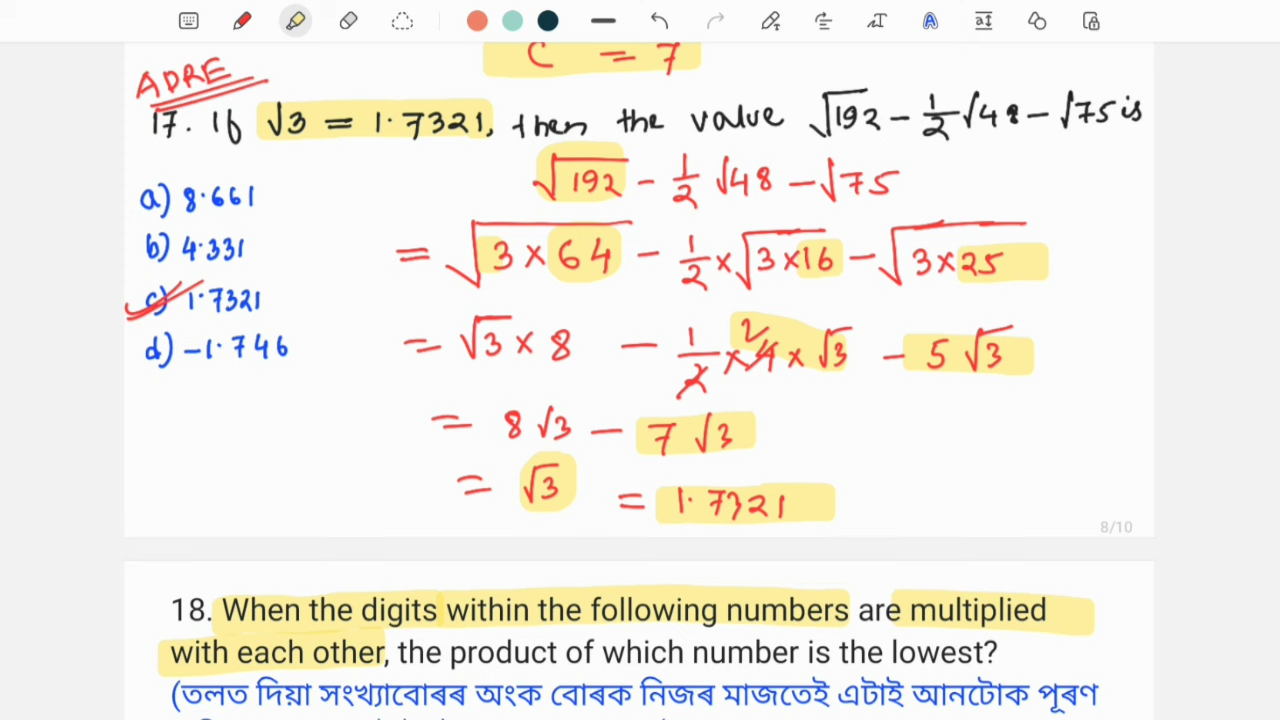 C = 7
ADRE
17. If √3 = 1.7321, then the value √192 - 1/2 √48 - √75 is
√192 - 1/2 √48 - √75
a) 8.661
b) 4.331
c) 1.7321
d) -1.746
= √3 × 64 - 1/2 × √3 × 16 - √3 × 25
= √3 × 8 - 1/2 × 4 2 × √3 - 5 √3
= 8 √3 - 7 √3
= √3 = 1.7321
8/10
18. When the digits within the following numbers are multiplied
with each other, the product of which number is the lowest?
(তলত দিয়া সংখ্যাবোৰৰ অংক বোৰক নিজৰ মাজতেই এটাই আনটোক পূৰণ